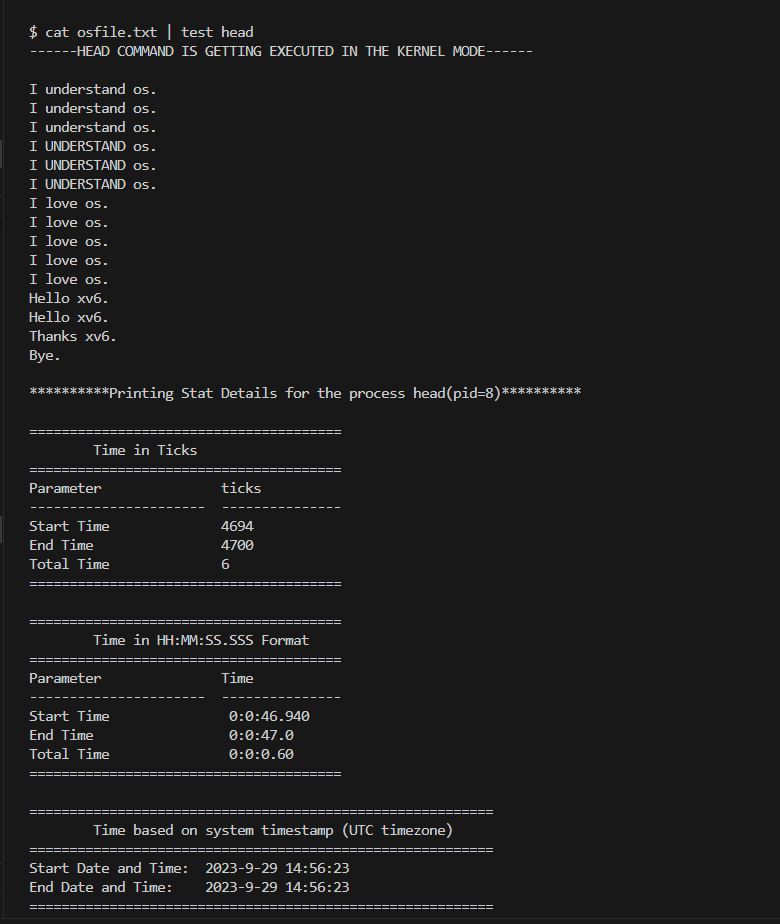 $ cat osfile.txt | test head
------HEAD COMMAND IS GETTING EXECUTED IN THE KERNEL MODE------
I understand os.
I understand os.
I understand os.
I UNDERSTAND os.
I UNDERSTAND os.
I UNDERSTAND os.
I love os.
I love os.
I love os.
I love os.
I love os.
Hello xv6.
Hello xv6.
Thanks xv6.
Bye.
**********Printing Stat Details for the process head(pid=8)**********
=======================================
Time in Ticks
=======================================
Parameter ticks
---------------------- ---------------
Start Time 4694
End Time 4700
Total Time 6
=======================================
=======================================
Time in HH:MM:SS.SSS Format
=======================================
Parameter Time
---------------------- ---------------
Start Time 0:0:46.940
End Time 0:0:47.0
Total Time 0:0:0.60
=======================================
==========================================================
Time based on system timestamp (UTC timezone)
==========================================================
Start Date and Time: 2023-9-29 14:56:23
End Date and Time: 2023-9-29 14:56:23
==========================================================